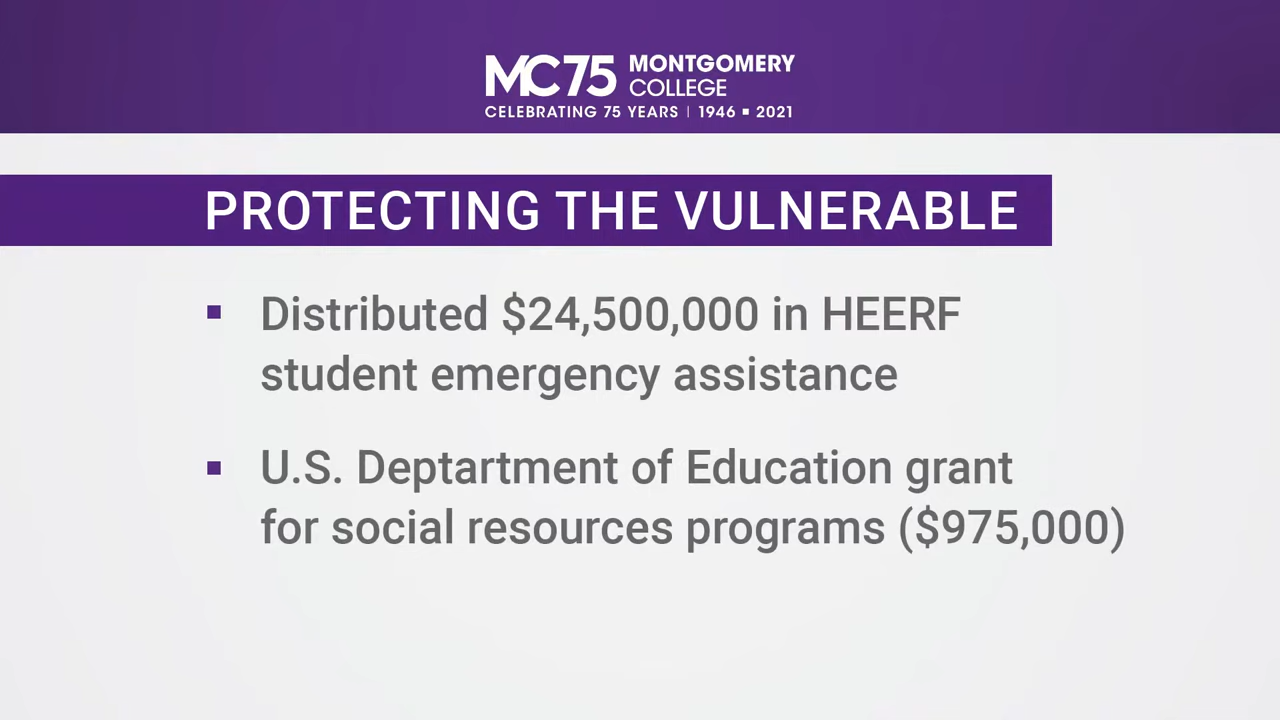 MC75 MONTGOMERY
COLLEGE
CELEBRATING 75 YEARS | 1946 ▪ 2021
PROTECTING THE VULNERABLE
▪ Distributed $24,500,000 in HEERF
student emergency assistance
▪ U.S. Deptartment of Education grant
for social resources programs ($975,000)